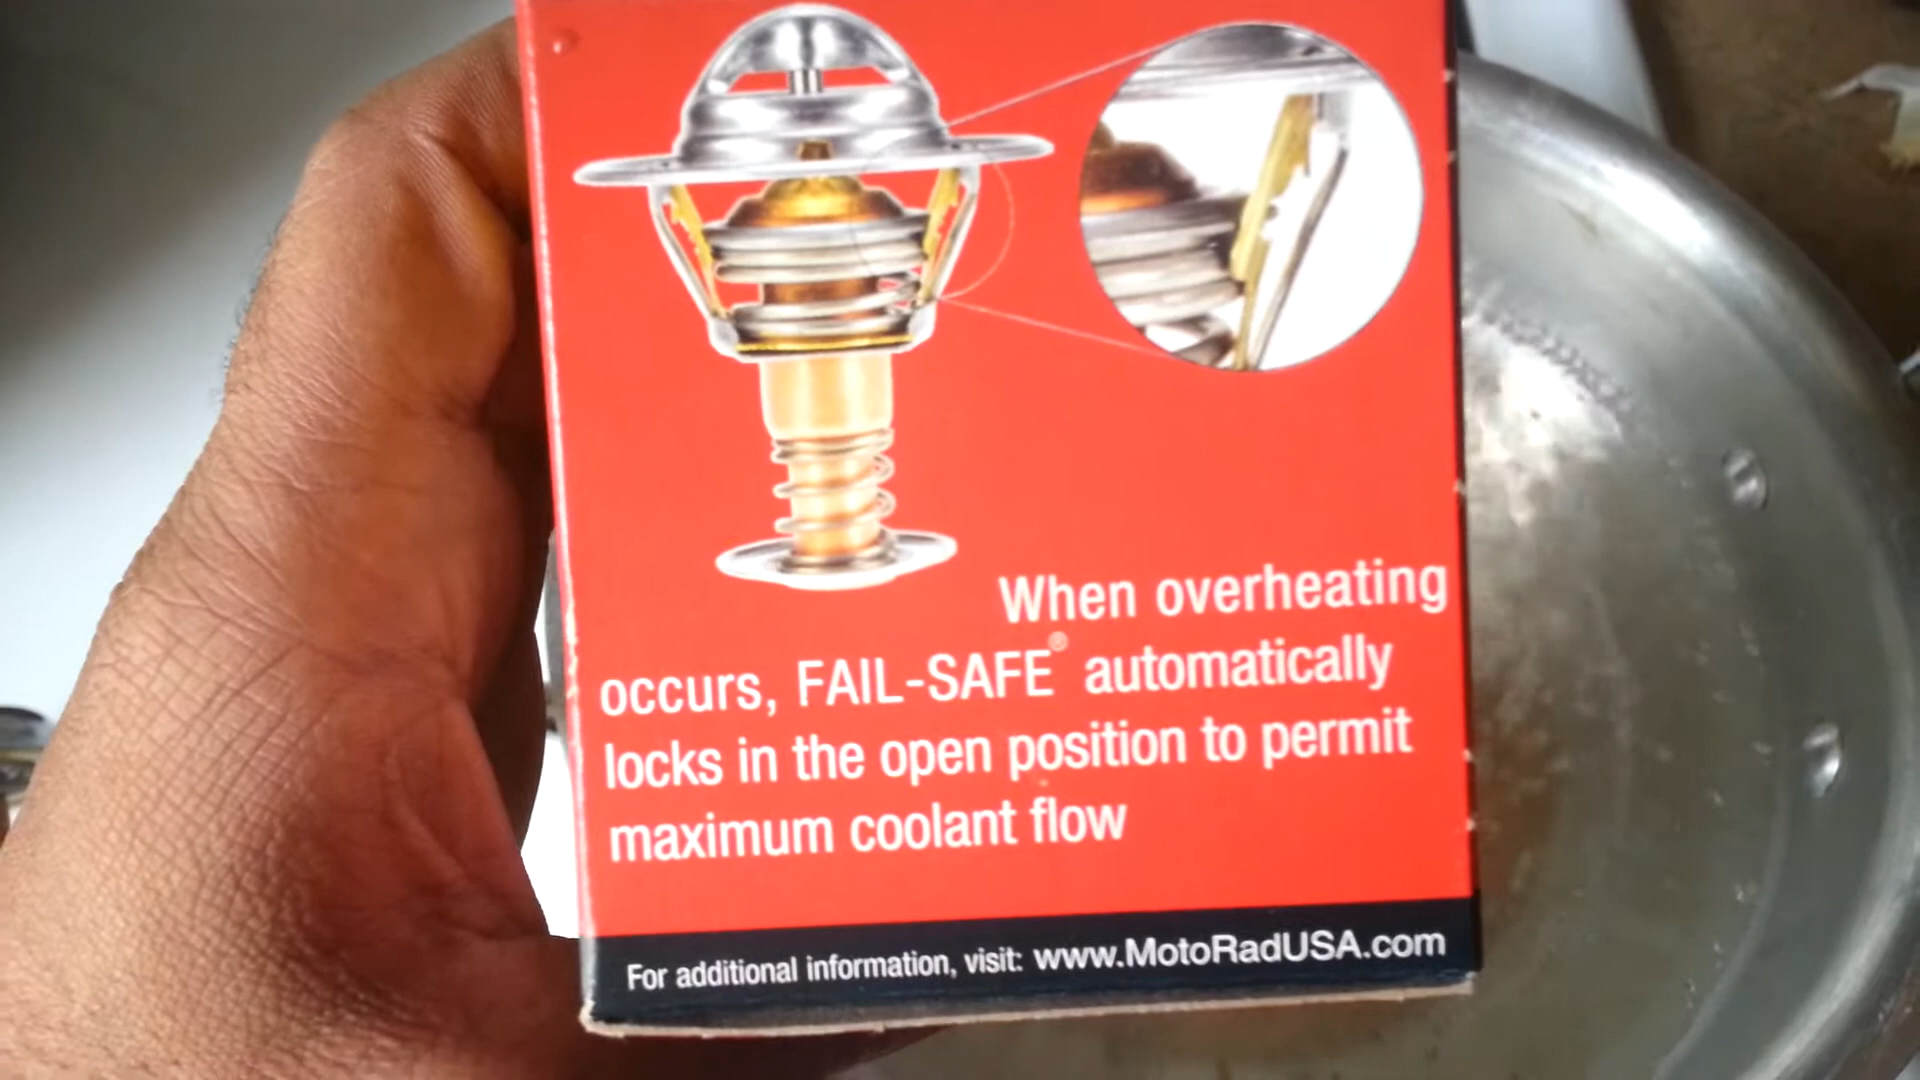 When overheating
occurs, FAIL-SAFE® automatically
locks in the open position to permit
maximum coolant flow
For additional information, visit: www.MotoRadUSA.com